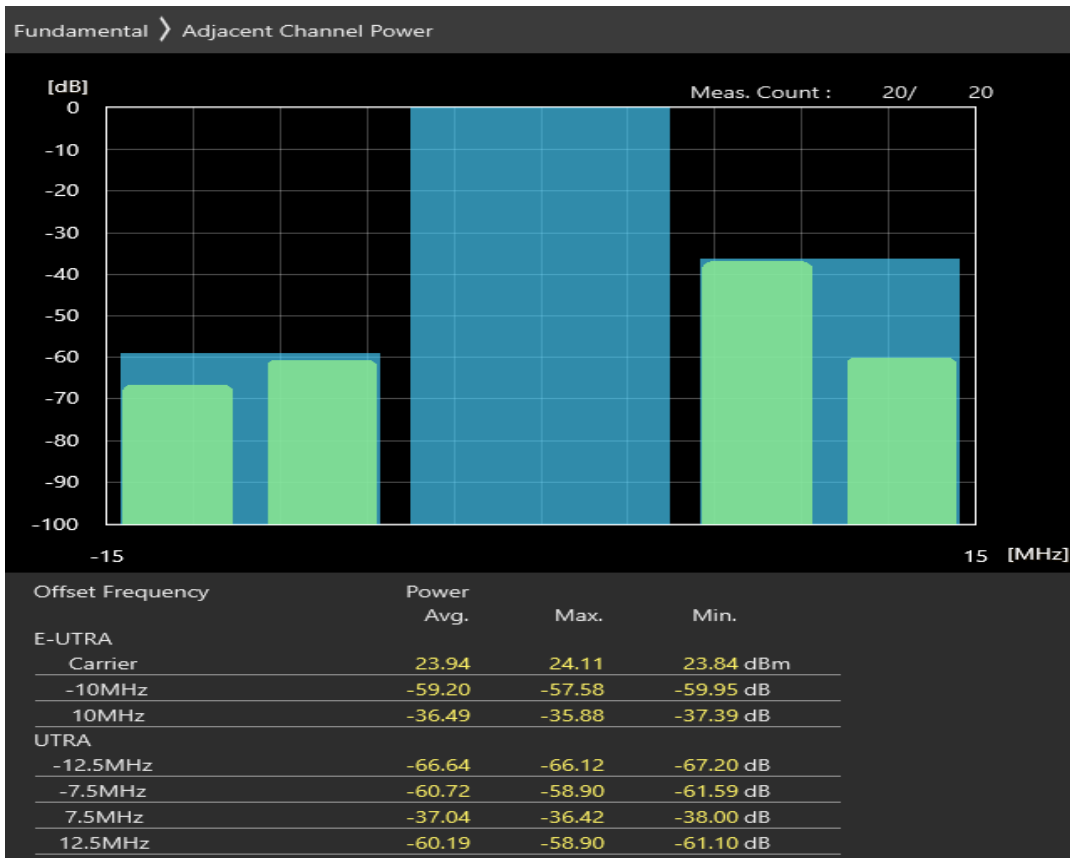 Fundamental 〉 Adjacent Channel Power
[dB]
Meas. Count : 20/ 20
0
-10
-20
-30
-40
-50
-60
-70
-80
-90
-100
-15 15 [MHz]
Offset Frequency Power
Avg. Max. Min.
E-UTRA
Carrier 23.94 24.11 23.84 dBm
-10MHz -59.20 -57.58 -59.95 dB
10MHz -36.49 -35.88 -37.39 dB
UTRA
-12.5MHz -66.64 -66.12 -67.20 dB
-7.5MHz -60.72 -58.90 -61.59 dB
7.5MHz -37.04 -36.42 -38.00 dB
12.5MHz -60.19 -58.90 -61.10 dB